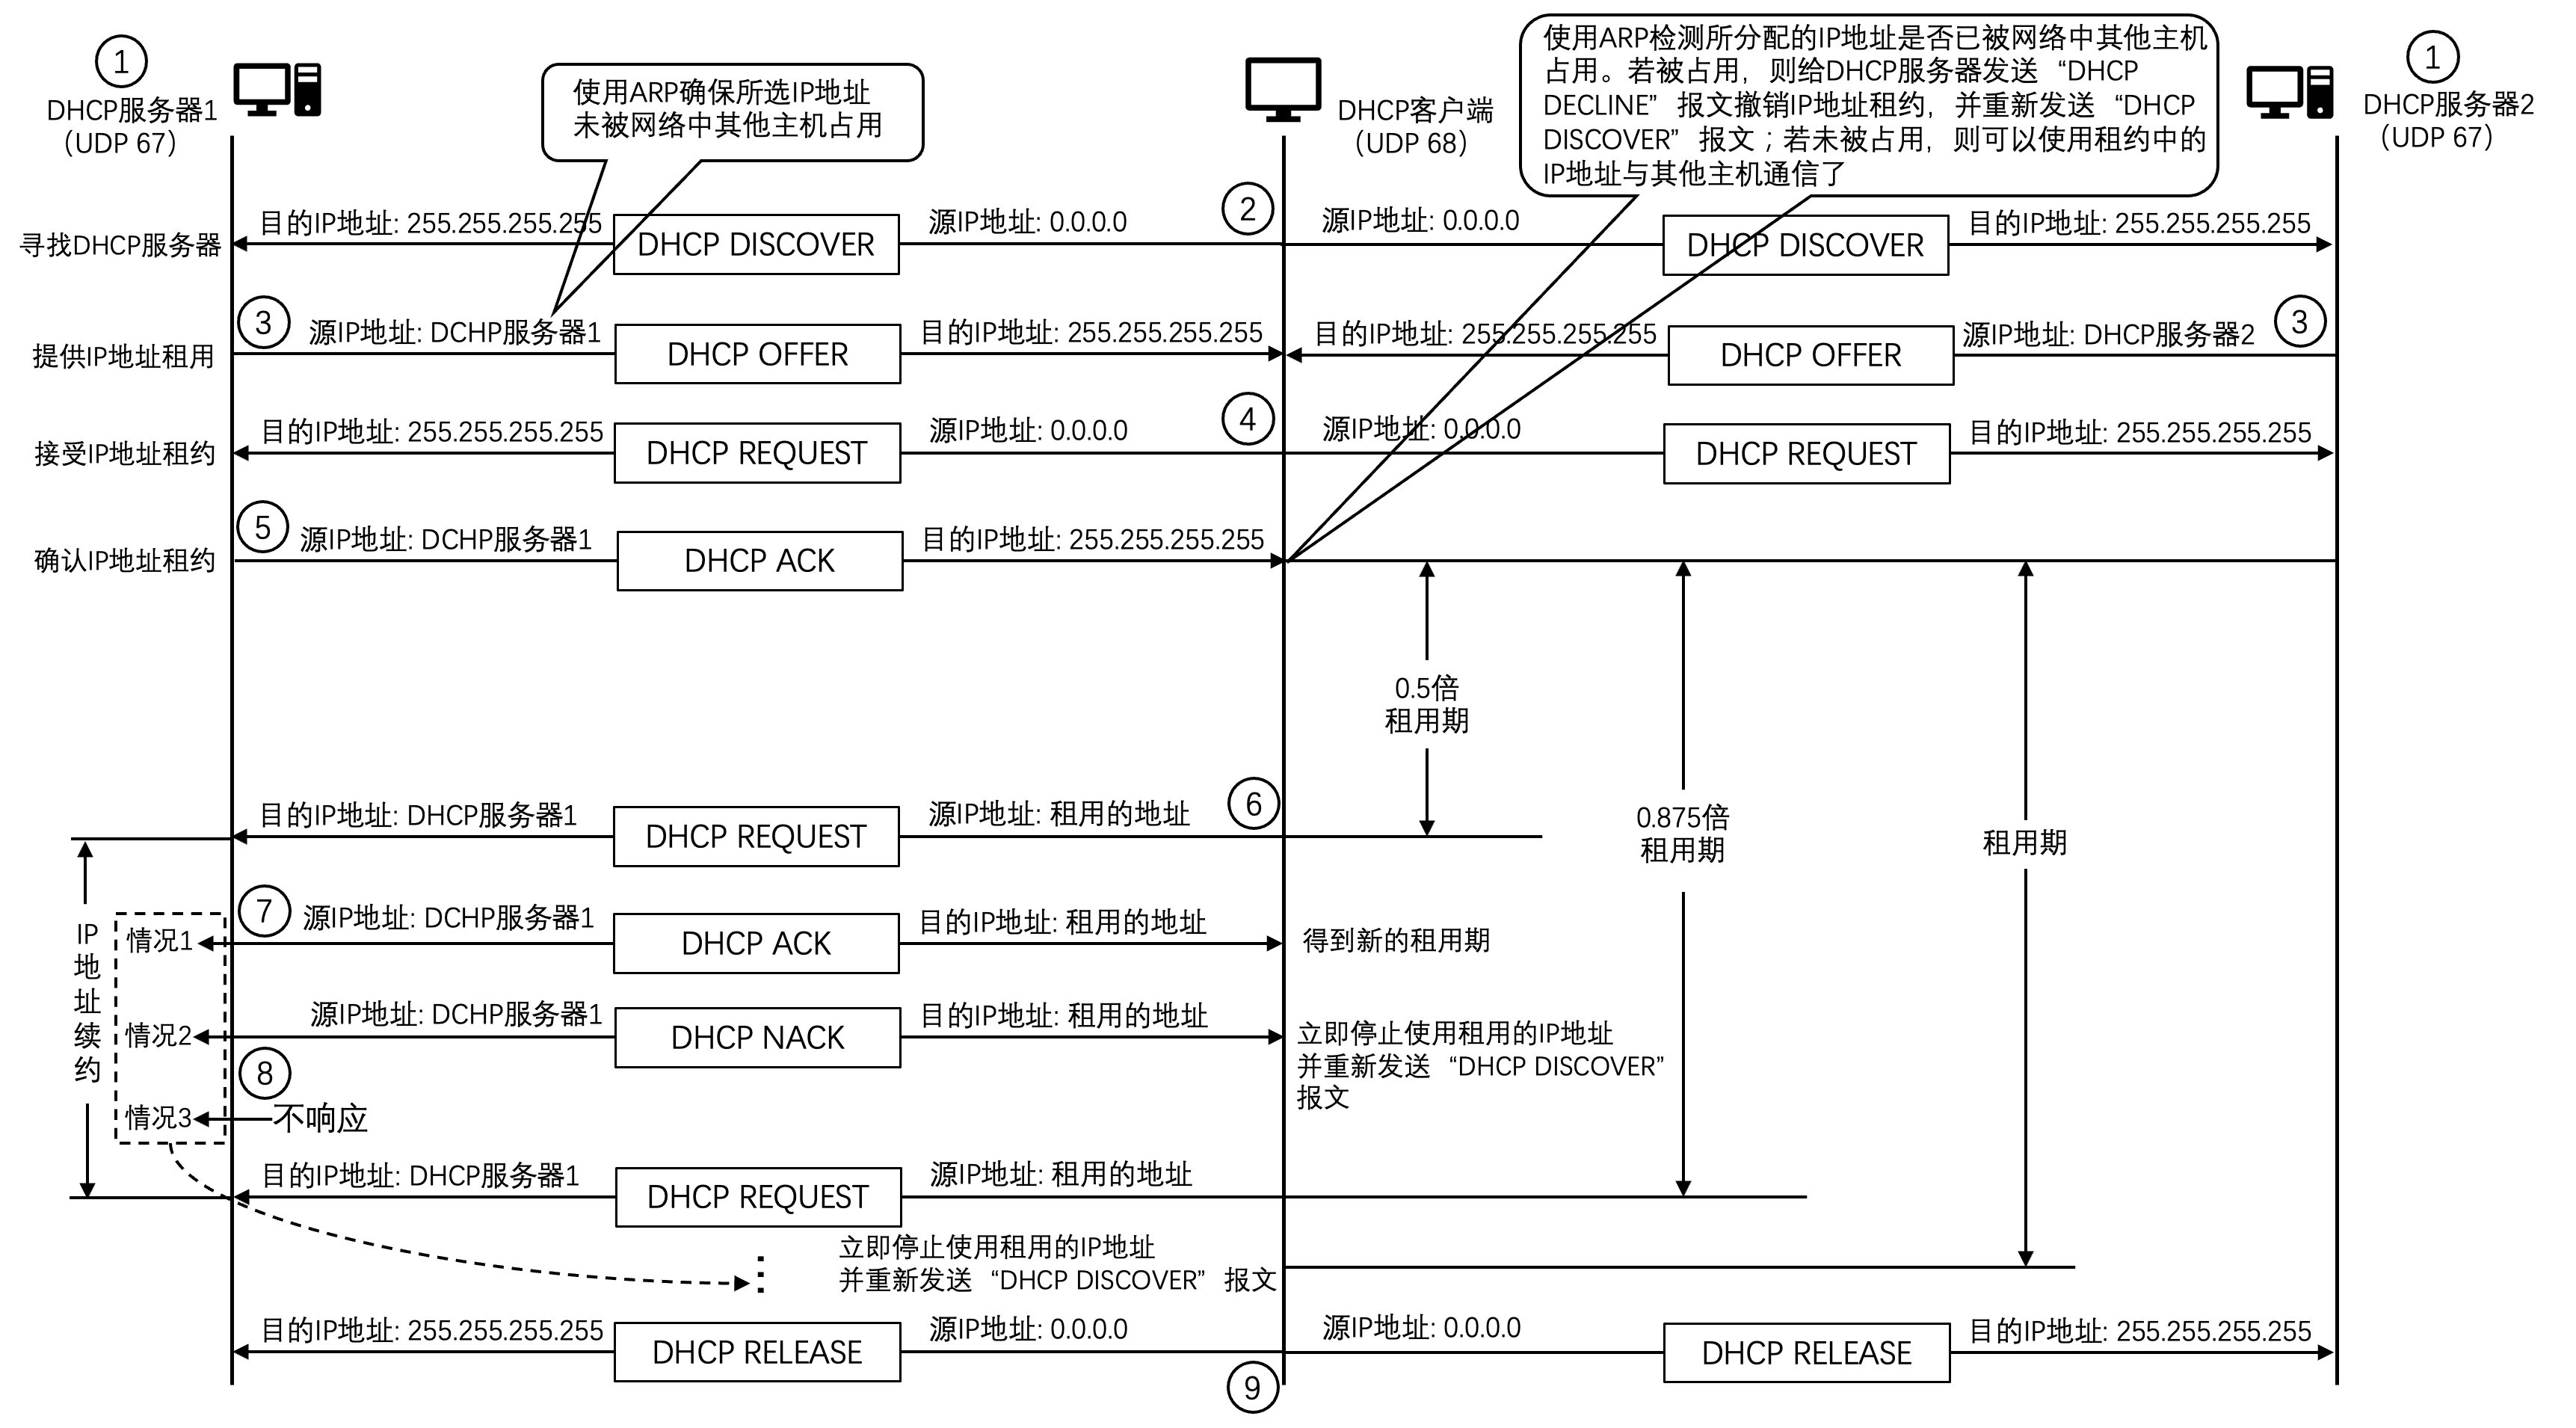 ①
DHCP服务器1
（UDP 67）
使用ARP确保所选IP地址
未被网络中其他主机占用
DHCP客户端
（UDP 68）
使用ARP检测所分配的IP地址是否已被网络中其他主机
占用。若被占用，则给DHCP服务器发送“DHCP
DECLINE”报文撤销IP地址租约，并重新发送“DHCP
DISCOVER”报文；若未被占用，则可以使用租约中的
IP地址与其他主机通信了
①
DHCP服务器2
（UDP 67）
寻找DHCP服务器
目的IP地址: 255.255.255.255
DHCP DISCOVER
源IP地址: 0.0.0.0
②
源IP地址: 0.0.0.0
DHCP DISCOVER
目的IP地址: 255.255.255.255
提供IP地址租用
③
源IP地址: DCHP服务器1
DHCP OFFER
目的IP地址: 255.255.255.255
目的IP地址: 255.255.255.255
DHCP OFFER
源IP地址: DHCP服务器2
③
接受IP地址租约
目的IP地址: 255.255.255.255
DHCP REQUEST
源IP地址: 0.0.0.0
④
源IP地址: 0.0.0.0
DHCP REQUEST
目的IP地址: 255.255.255.255
确认IP地址租约
⑤
源IP地址: DCHP服务器1
DHCP ACK
目的IP地址: 255.255.255.255
0.5倍
租用期
0.875倍
租用期
租用期
目的IP地址: DHCP服务器1
DHCP REQUEST
源IP地址: 租用的地址
⑥
IP地址续约
情况1
⑦
源IP地址: DCHP服务器1
DHCP ACK
目的IP地址: 租用的地址
得到新的租用期
情况2
源IP地址: DCHP服务器1
DHCP NACK
目的IP地址: 租用的地址
立即停止使用租用的IP地址
并重新发送“DHCP DISCOVER”
报文
⑧
情况3
不响应
目的IP地址: DHCP服务器1
DHCP REQUEST
源IP地址: 租用的地址
立即停止使用租用的IP地址
并重新发送“DHCP DISCOVER”报文
目的IP地址: 255.255.255.255
DHCP RELEASE
源IP地址: 0.0.0.0
⑨
源IP地址: 0.0.0.0
DHCP RELEASE
目的IP地址: 255.255.255.255